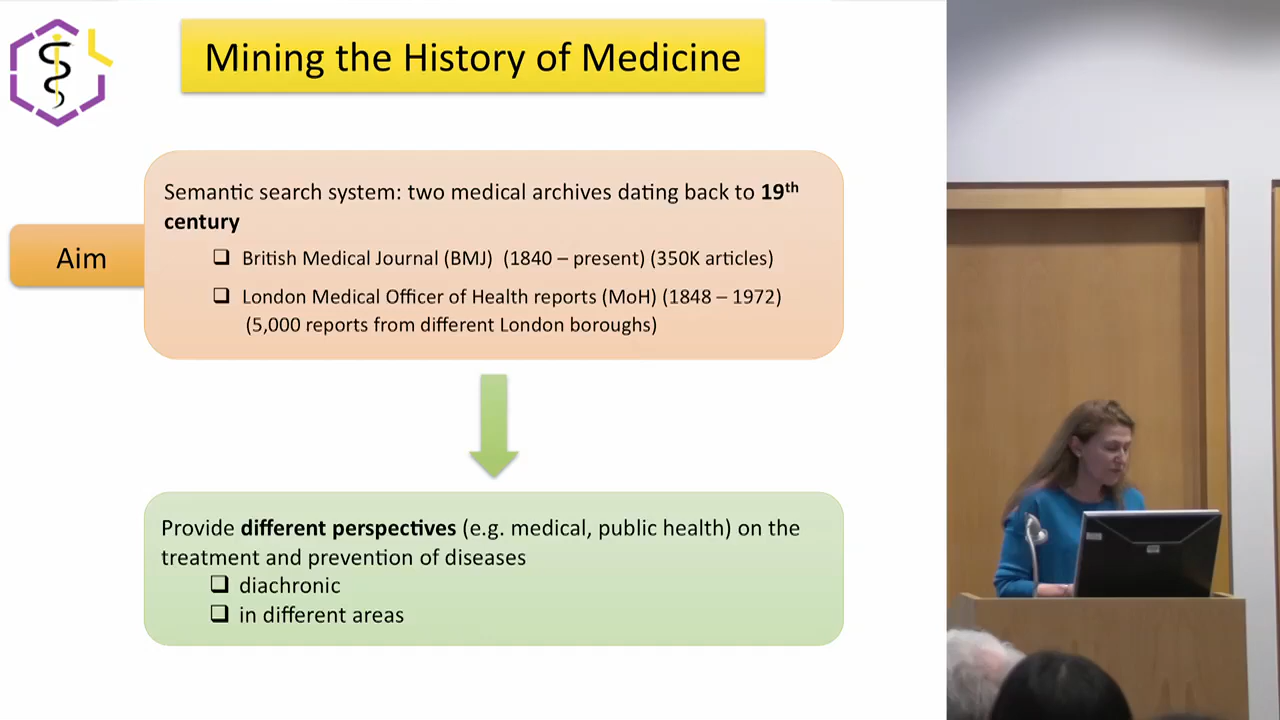 Mining the History of Medicine
Semantic search system: two medical archives dating back to 19th
century
Aim
❑ British Medical Journal (BMJ) (1840 – present) (350K articles)
❑ London Medical Officer of Health reports (MoH) (1848 – 1972)
(5,000 reports from different London boroughs)
Provide different perspectives (e.g. medical, public health) on the
treatment and prevention of diseases
❑ diachronic
❑ in different areas